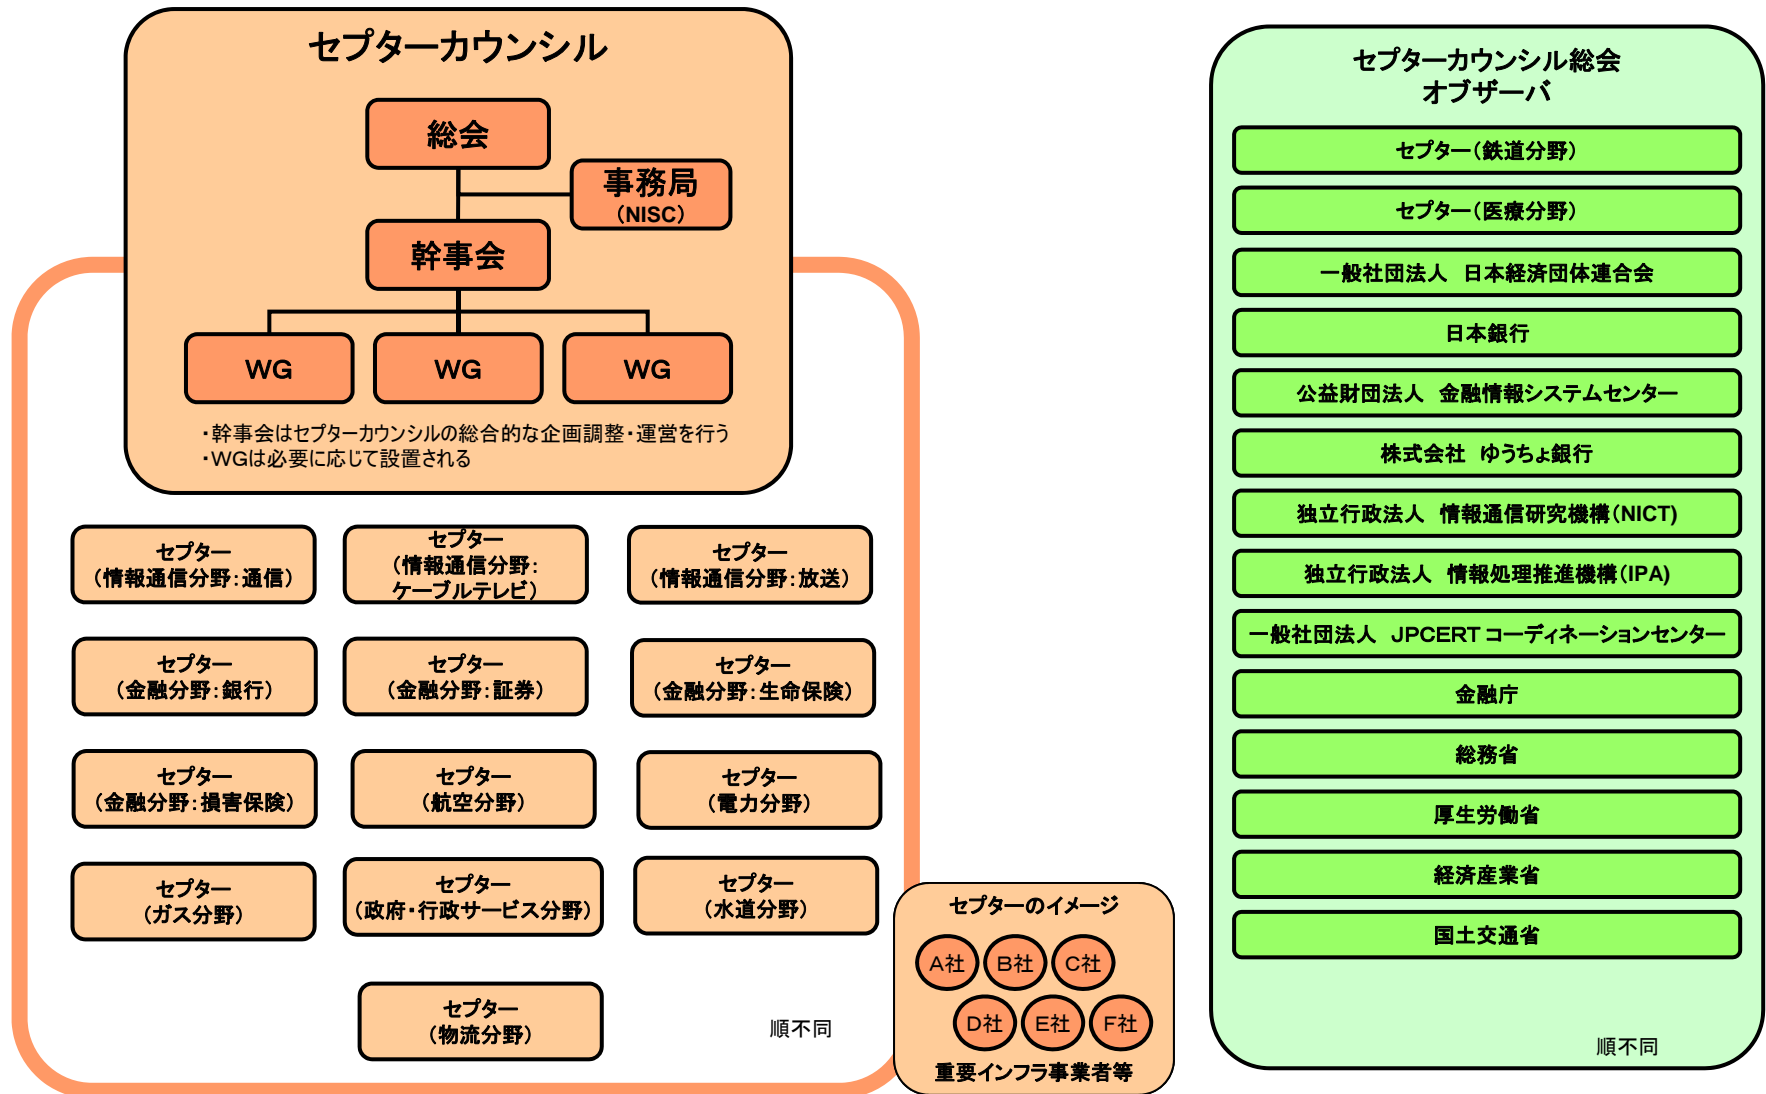 セプターカウンシル
総会
事務局
（NISC）
幹事会
WG
WG
WG
・幹事会はセプターカウンシルの総合的な企画調整・運営を行う
・WGは必要に応じて設置される
セプター
（情報通信分野：通信）
セプター
（情報通信分野：
ケーブルテレビ）
セプター
（情報通信分野：放送）
セプター
（金融分野：銀行）
セプター
（金融分野：証券）
セプター
（金融分野：生命保険）
セプター
（金融分野：損害保険）
セプター
（航空分野）
セプター
（電力分野）
セプター
（ガス分野）
セプター
（政府・行政サービス分野）
セプター
（水道分野）
セプター
（物流分野）
順不同
セプターのイメージ
A社
B社
C社
D社
E社
F社
重要インフラ事業者等
セプターカウンシル総会
オブザーバ
セプター（鉄道分野）
セプター（医療分野）
一般社団法人　日本経済団体連合会
日本銀行
公益財団法人　金融情報システムセンター
株式会社　ゆうちょ銀行
独立行政法人　情報通信研究機構（NICT)
独立行政法人　情報処理推進機構（IPA)
一般社団法人　JPCERT コーディネーションセンター
金融庁
総務省
厚生労働省
経済産業省
国土交通省
順不同